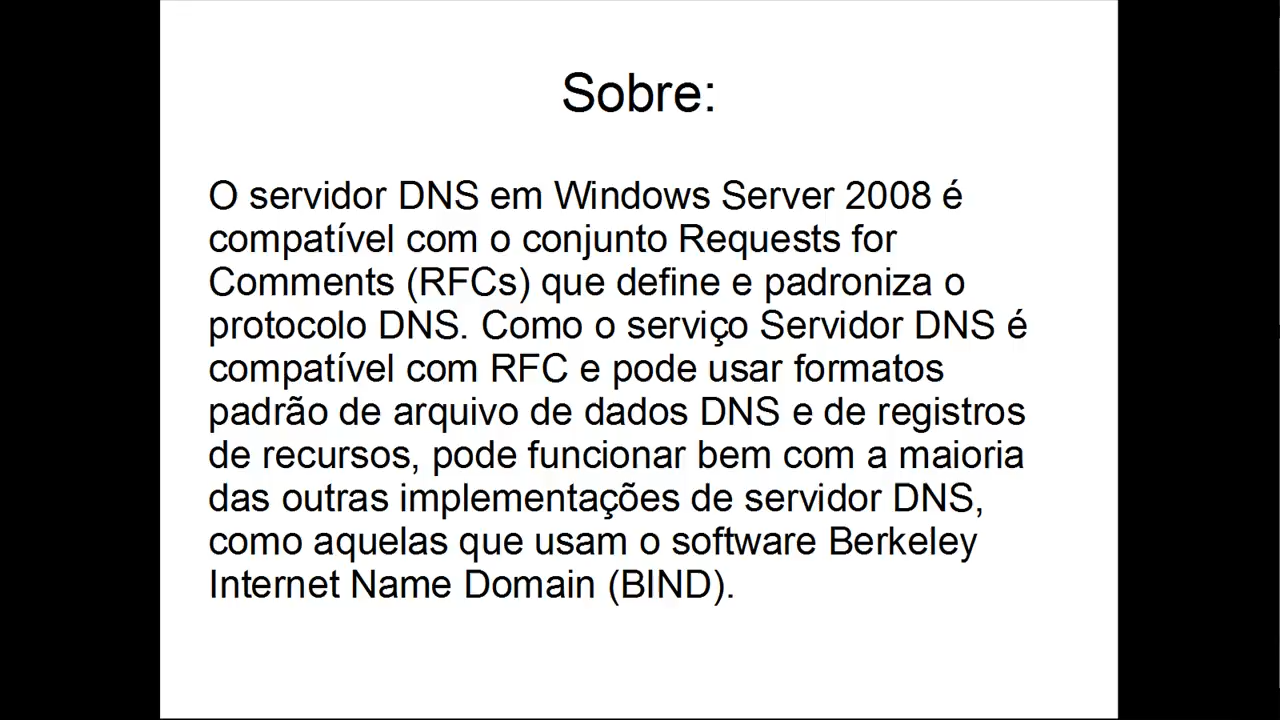 Sobre:
O servidor DNS em Windows Server 2008 é
compatível com o conjunto Requests for
Comments (RFCs) que define e padroniza o
protocolo DNS. Como o serviço Servidor DNS é
compatível com RFC e pode usar formatos
padrão de arquivo de dados DNS e de registros
de recursos, pode funcionar bem com a maioria
das outras implementações de servidor DNS,
como aquelas que usam o software Berkeley
Internet Name Domain (BIND).